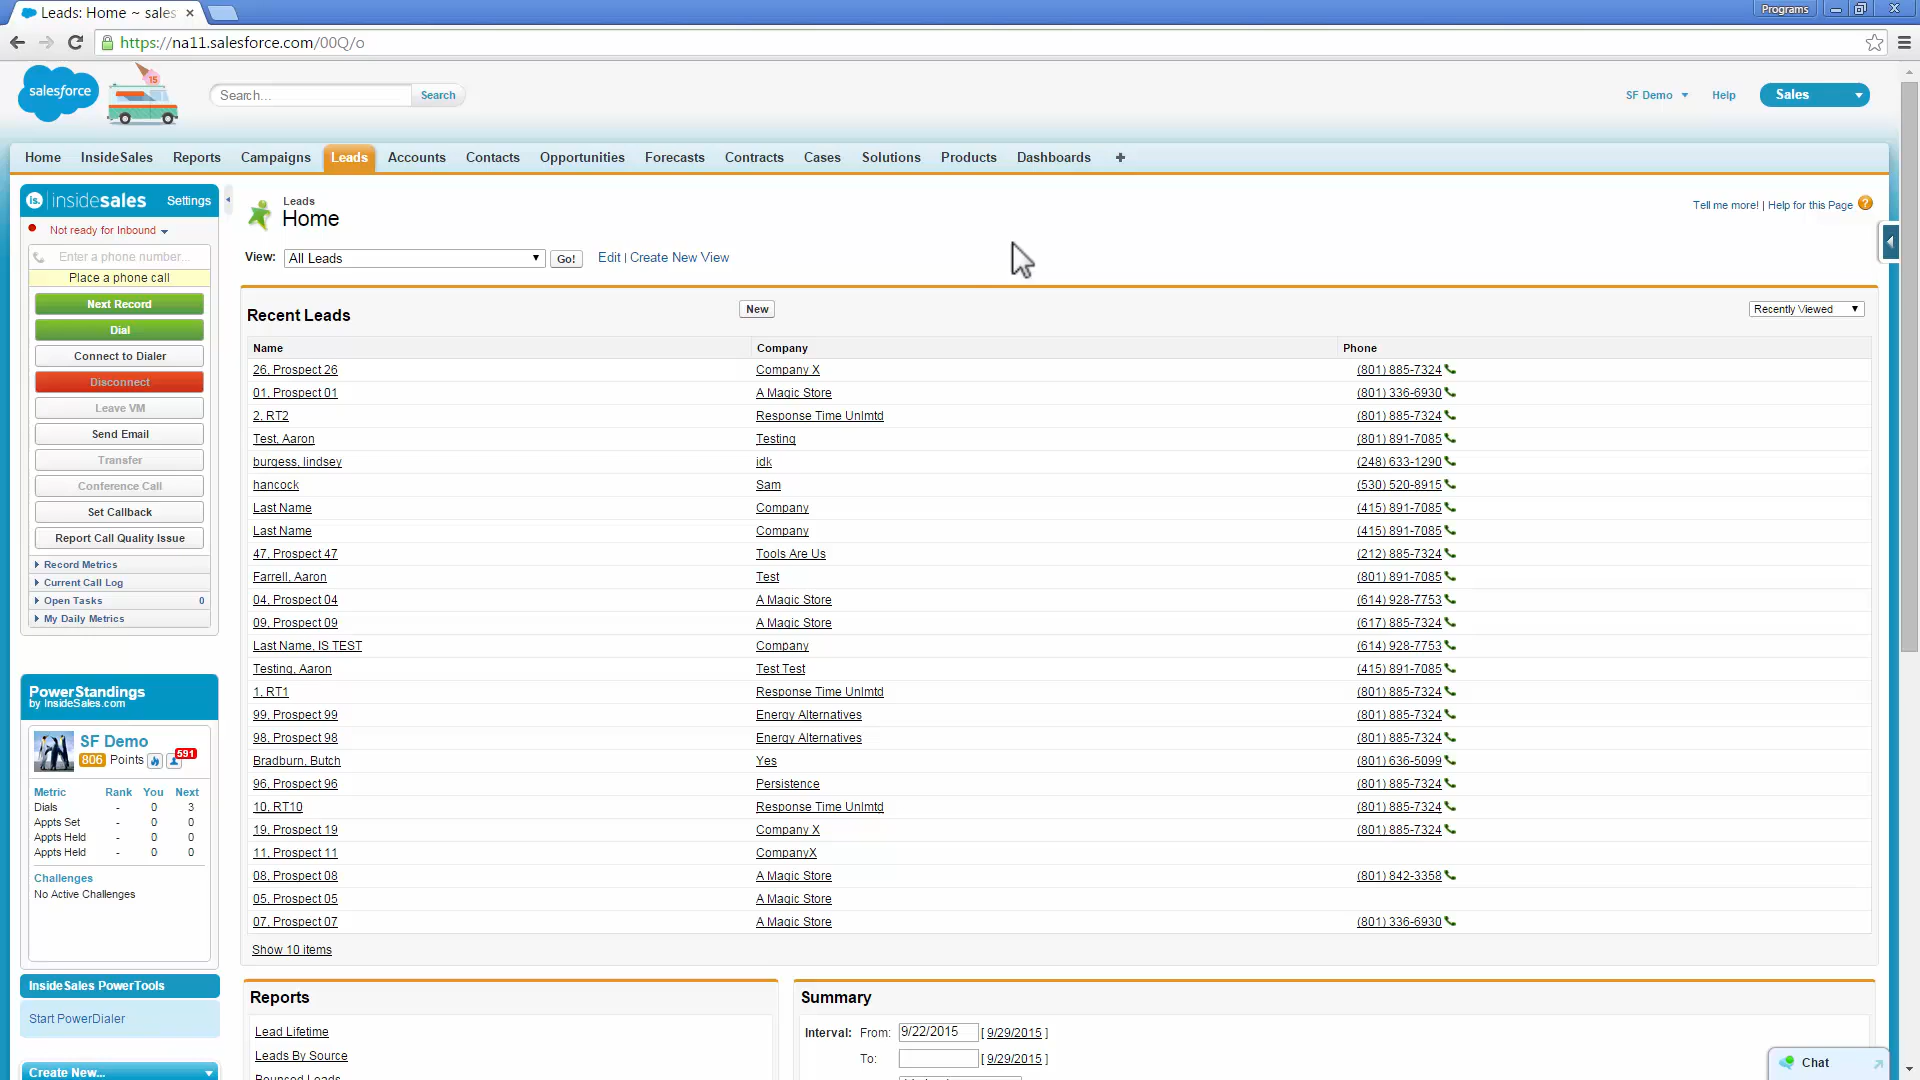 Leads: Home ~ sales
Programs
https://na11.salesforce.com/00Q/o
salesforce
15
Search...
Search
SF Demo
Help
Sales
Home
InsideSales
Reports
Campaigns
Leads
Accounts
Contacts
Opportunities
Forecasts
Contracts
Cases
Solutions
Products
Dashboards
+
is. insidesales
Settings
Not ready for Inbound
Enter a phone number...
Place a phone call
Next Record
Dial
Connect to Dialer
Disconnect
Leave VM
Send Email
Transfer
Conference Call
Set Callback
Report Call Quality Issue
Record Metrics
Current Call Log
Open Tasks 0
My Daily Metrics
PowerStandings
by InsideSales.com
SF Demo
806 Points 591
Metric Rank You Next
Dials - 0 3
Appts Set - 0 0
Appts Held - 0 0
Appts Held - 0 0
Challenges
No Active Challenges
InsideSales PowerTools
Start PowerDialer
Create New...
Leads
Home
Tell me more! | Help for this Page ?
View: All Leads Go! Edit | Create New View
Recent Leads New Recently Viewed
Name Company Phone
26, Prospect 26 Company X (801) 885-7324
01, Prospect 01 A Magic Store (801) 336-6930
2, RT2 Response Time Unlmtd (801) 885-7324
Test, Aaron Testing (801) 891-7085
burgess, lindsey idk (248) 633-1290
hancock Sam (530) 520-8915
Last Name Company (415) 891-7085
Last Name Company (415) 891-7085
47, Prospect 47 Tools Are Us (212) 885-7324
Farrell, Aaron Test (801) 891-7085
04, Prospect 04 A Magic Store (614) 928-7753
09, Prospect 09 A Magic Store (617) 885-7324
Last Name, IS TEST Company (614) 928-7753
Testing, Aaron Test Test (415) 891-7085
1, RT1 Response Time Unlmtd (801) 885-7324
99, Prospect 99 Energy Alternatives (801) 885-7324
98, Prospect 98 Energy Alternatives (801) 885-7324
Bradburn, Butch Yes (801) 636-5099
96, Prospect 96 Persistence (801) 885-7324
10, RT10 Response Time Unlmtd (801) 885-7324
19, Prospect 19 Company X (801) 885-7324
11, Prospect 11 CompanyX
08, Prospect 08 A Magic Store (801) 842-3358
05, Prospect 05 A Magic Store
07, Prospect 07 A Magic Store (801) 336-6930
Show 10 items
Reports
Lead Lifetime
Leads By Source
Bounced Leads
Summary
Interval: From: 9/22/2015 [ 9/29/2015 ]
To: [ 9/29/2015 ]
Chat